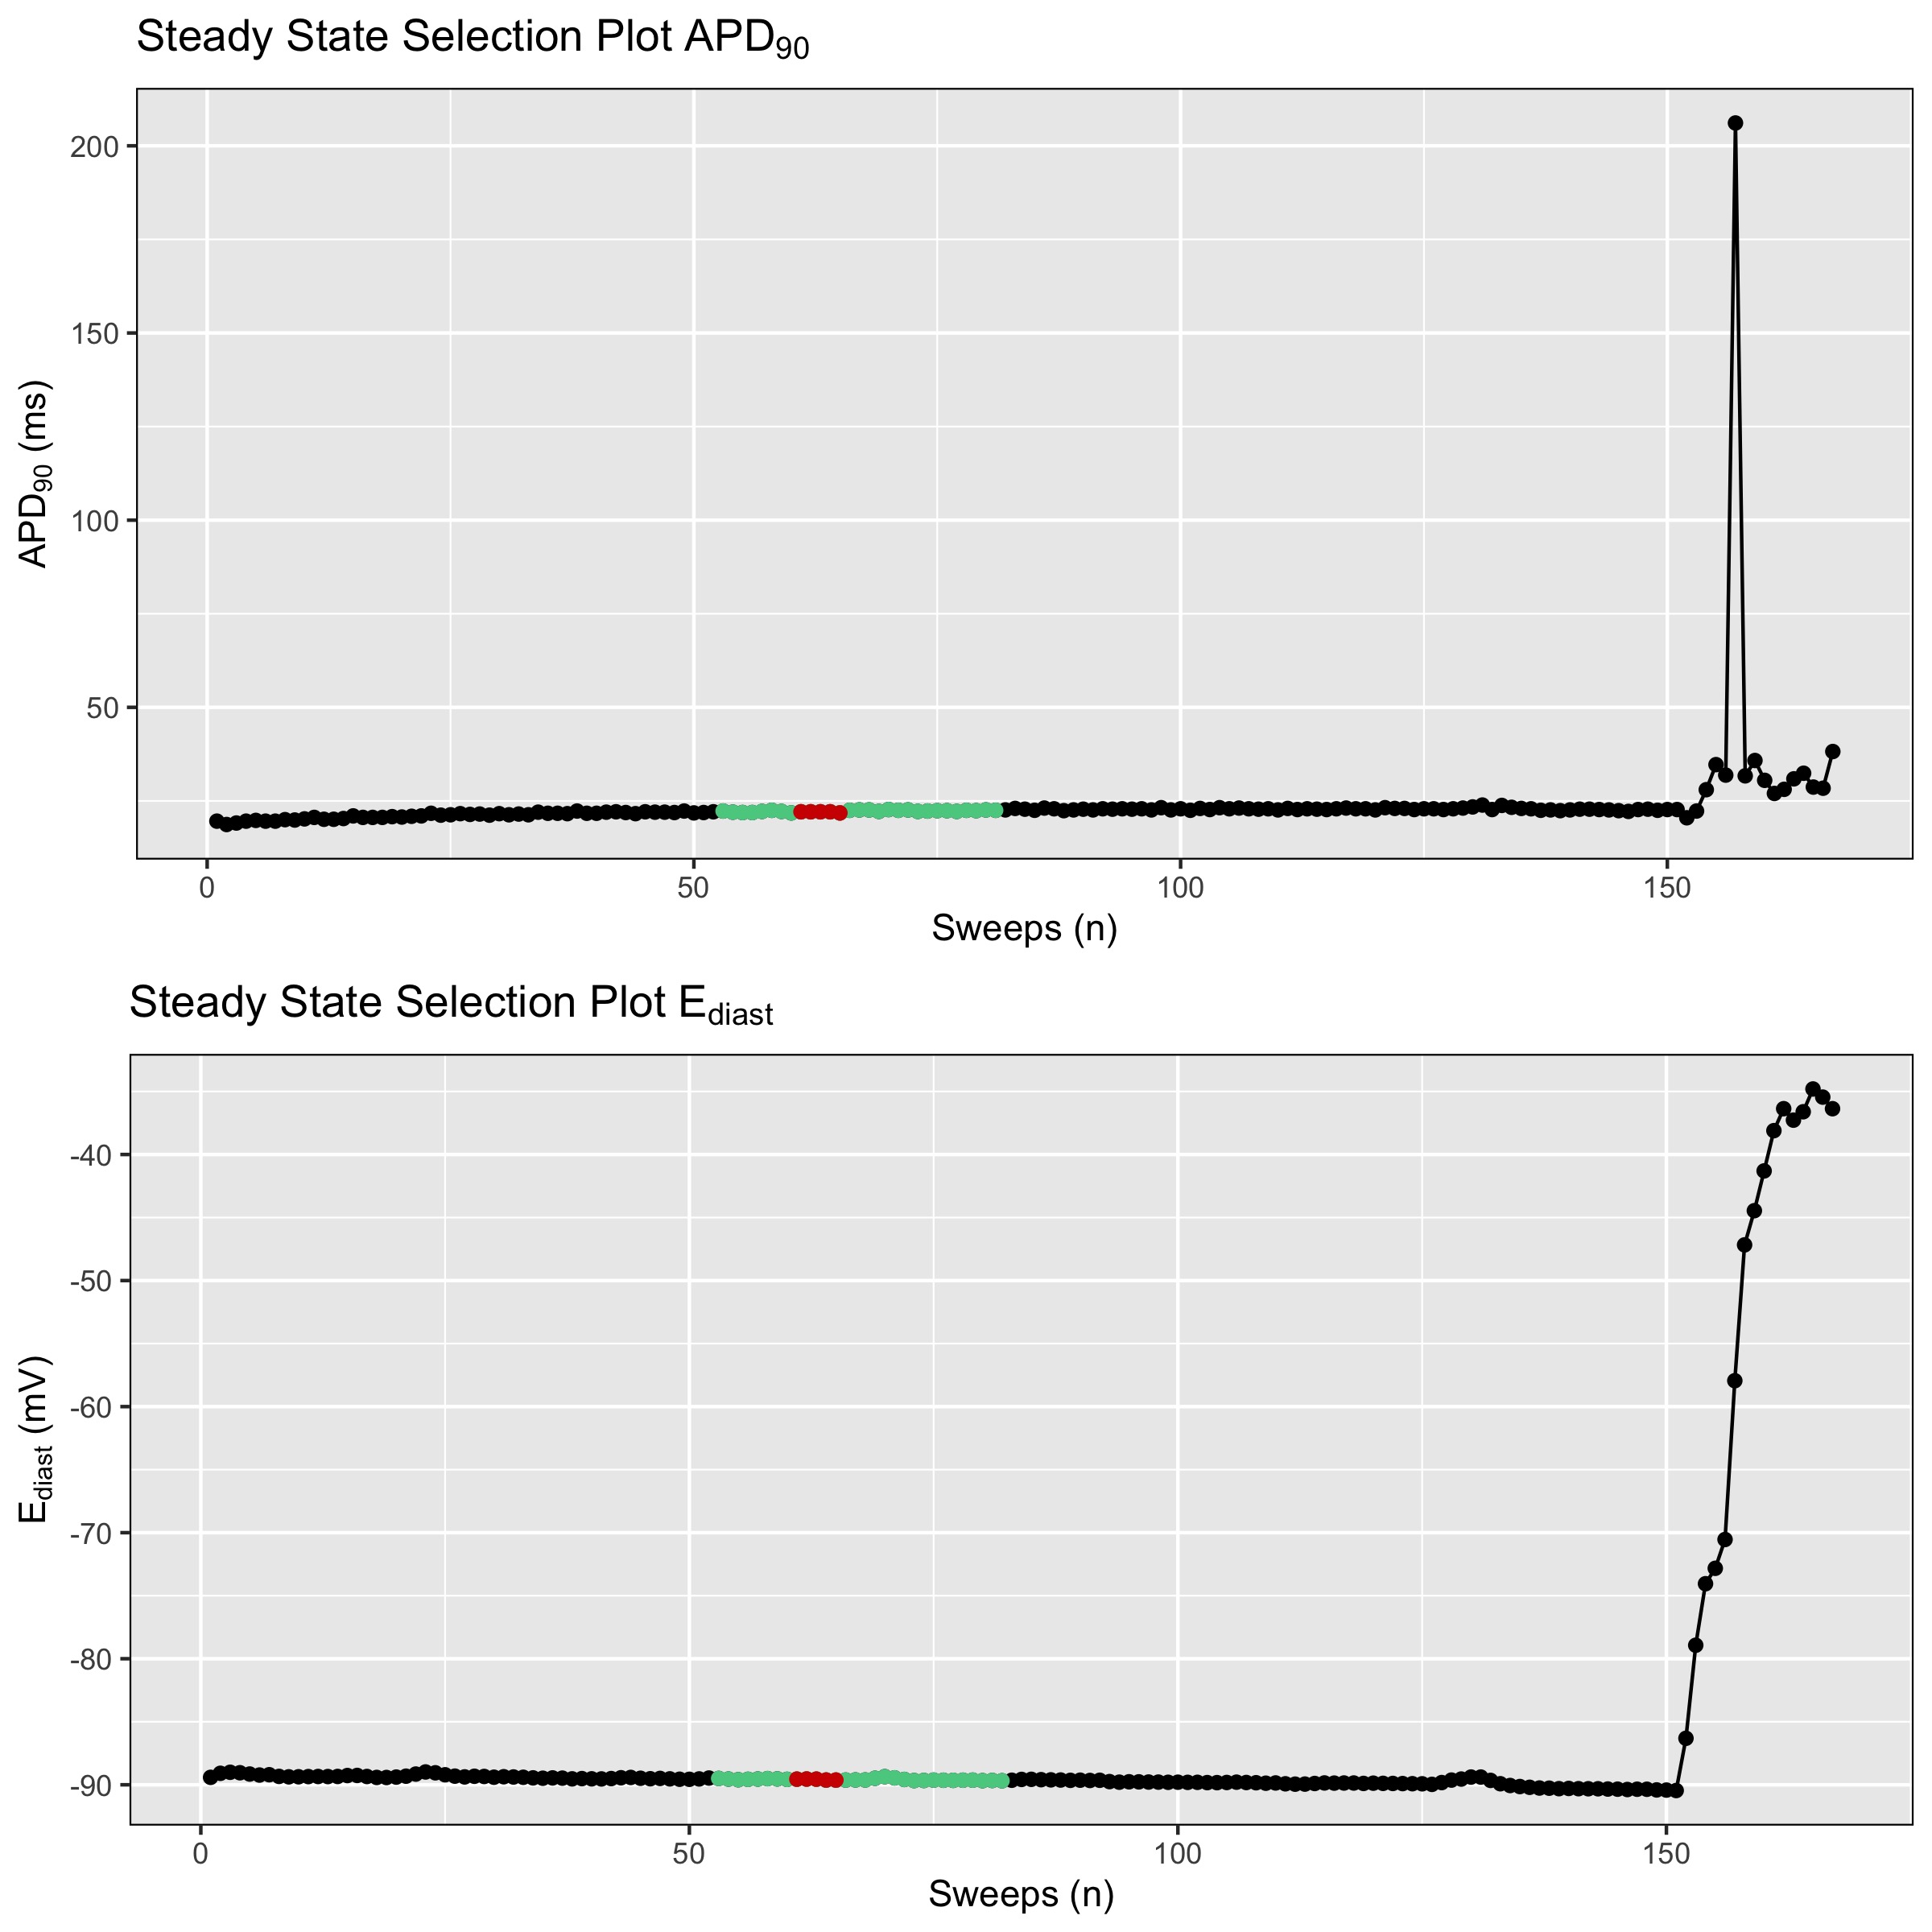 Steady State Selection Plot APD90
200
150
100
50
APD90 (ms)
0 50 100 150
Sweeps (n)
Steady State Selection Plot Ediast
-40
-50
-60
-70
-80
-90
Ediast (mV)
0 50 100 150
Sweeps (n)